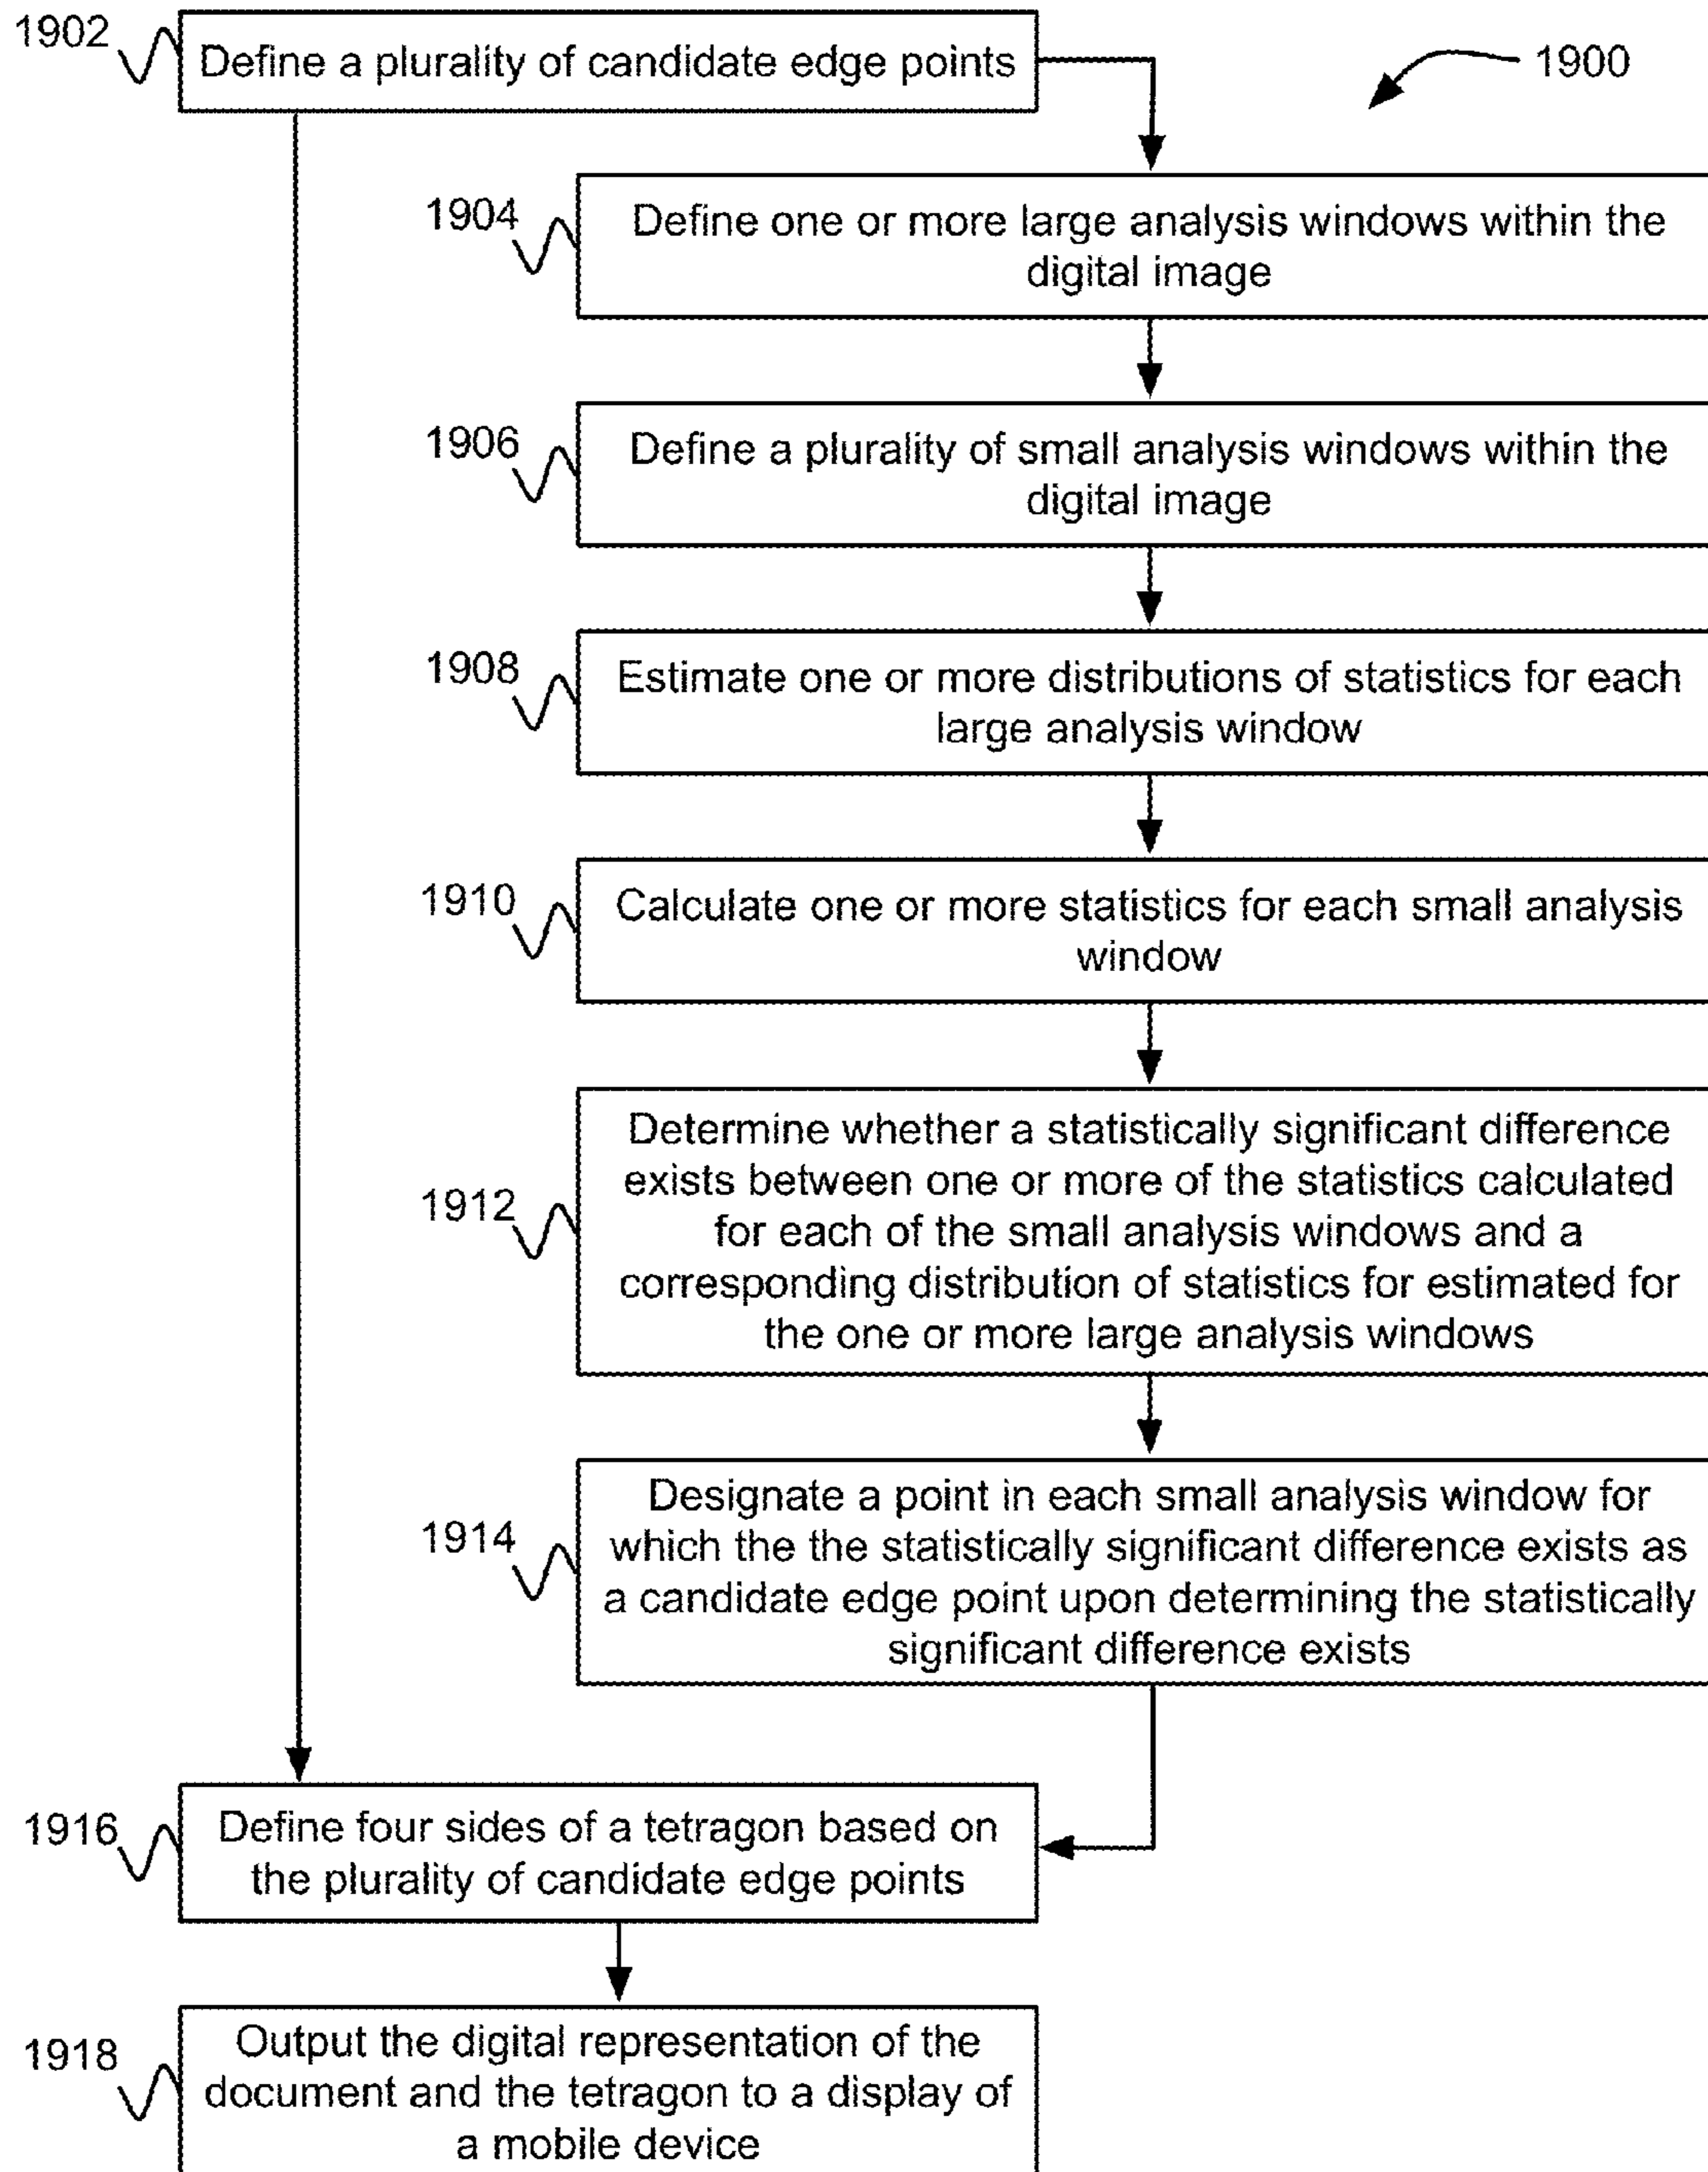 1902
Define a plurality of candidate edge points
1900
1904
Define one or more large analysis windows within the
digital image
1906
Define a plurality of small analysis windows within the
digital image
1908
Estimate one or more distributions of statistics for each
large analysis window
1910
Calculate one or more statistics for each small analysis
window
1912
Determine whether a statistically significant difference
exists between one or more of the statistics calculated
for each of the small analysis windows and a
corresponding distribution of statistics for estimated for
the one or more large analysis windows
1914
Designate a point in each small analysis window for
which the the statistically significant difference exists as
a candidate edge point upon determining the statistically
significant difference exists
1916
Define four sides of a tetragon based on
the plurality of candidate edge points
1918
Output the digital representation of the
document and the tetragon to a display of
a mobile device